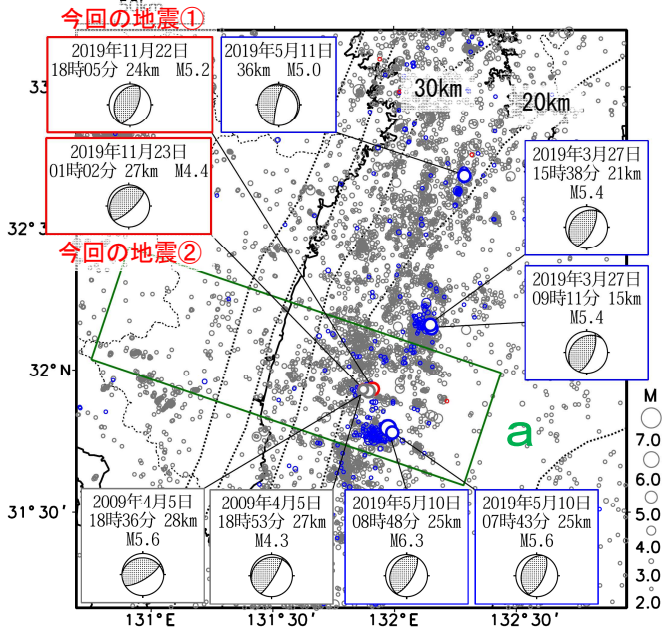 50km
今回の地震①
2019年11月22日
18時05分 24km M5.2
2019年5月11日
36km M5.0
30km
20km
2019年11月23日
01時02分 27km M4.4
今回の地震②
2019年3月27日
15時38分 21km
M5.4
2019年3月27日
09時11分 15km
M5.4
32°N
a
31°30′
2009年4月5日
18時36分 28km
M5.6
2009年4月5日
18時53分 27km
M4.3
2019年5月10日
08時48分 25km
M6.3
2019年5月10日
07時43分 25km
M5.6
M
7.0
6.0
5.0
4.0
3.0
2.0
131°E
131°30′
132°E
132°30′